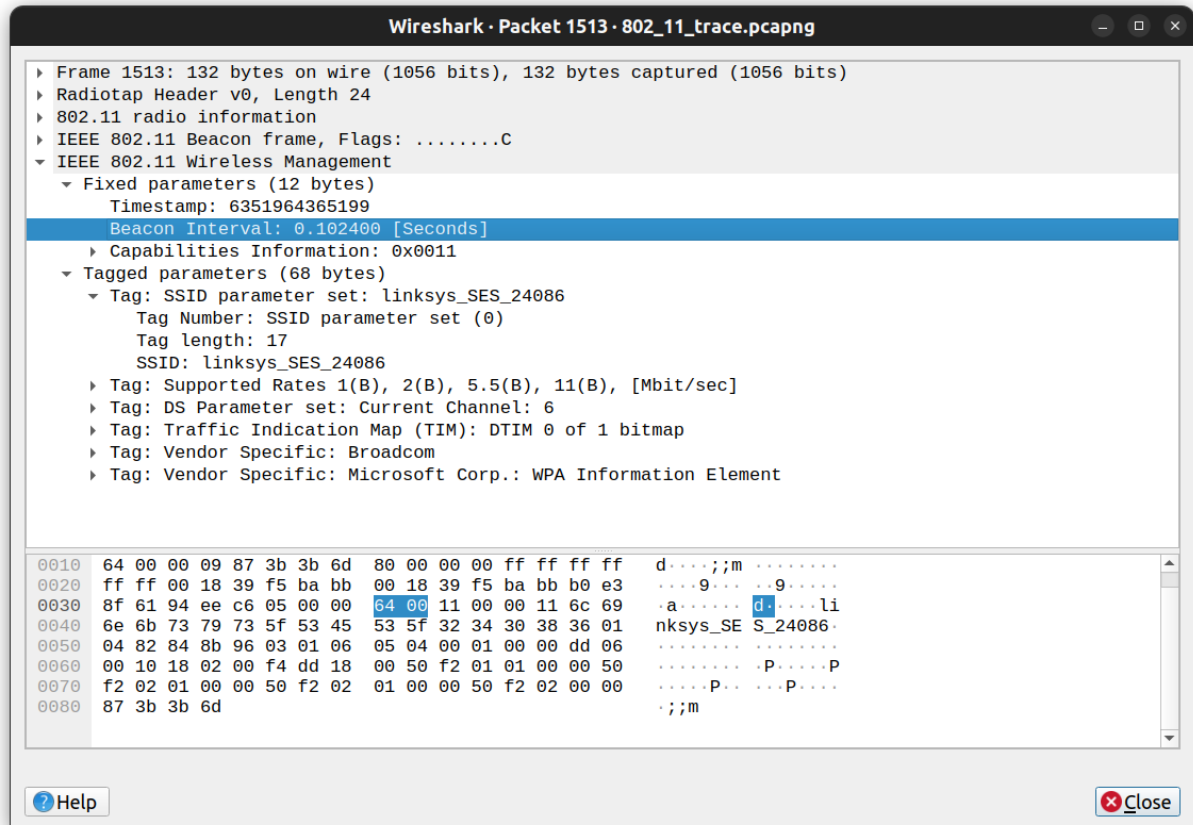 Wireshark · Packet 1513 · 802_11_trace.pcapng
Frame 1513: 132 bytes on wire (1056 bits), 132 bytes captured (1056 bits)
Radiotap Header v0, Length 24
802.11 radio information
IEEE 802.11 Beacon frame, Flags: ........C
IEEE 802.11 Wireless Management
Fixed parameters (12 bytes)
Timestamp: 6351964365199
Beacon Interval: 0.102400 [Seconds]
Capabilities Information: 0x0011
Tagged parameters (68 bytes)
Tag: SSID parameter set: linksys_SES_24086
Tag Number: SSID parameter set (0)
Tag length: 17
SSID: linksys_SES_24086
Tag: Supported Rates 1(B), 2(B), 5.5(B), 11(B), [Mbit/sec]
Tag: DS Parameter set: Current Channel: 6
Tag: Traffic Indication Map (TIM): DTIM 0 of 1 bitmap
Tag: Vendor Specific: Broadcom
Tag: Vendor Specific: Microsoft Corp.: WPA Information Element
0010 64 00 00 09 87 3b 3b 6d 80 00 00 00 ff ff ff ff d····;;m ········
0020 ff ff 00 18 39 f5 ba bb 00 18 39 f5 ba bb b0 e3 ····9··· ··9·····
0030 8f 61 94 ee c6 05 00 00 64 00 11 00 00 11 6c 69 ·a······ d·····li
0040 6e 6b 73 79 73 5f 53 45 53 5f 32 34 30 38 36 01 nksys_SE S_24086·
0050 04 82 84 8b 96 03 01 06 05 04 00 01 00 00 dd 06 ········ ········
0060 00 10 18 02 00 f4 dd 18 00 50 f2 01 01 00 00 50 ········ ·P·····P
0070 f2 02 01 00 00 50 f2 02 01 00 00 50 f2 02 00 00 ·····P·· ···P····
0080 87 3b 3b 6d ·;;m
Help
Close